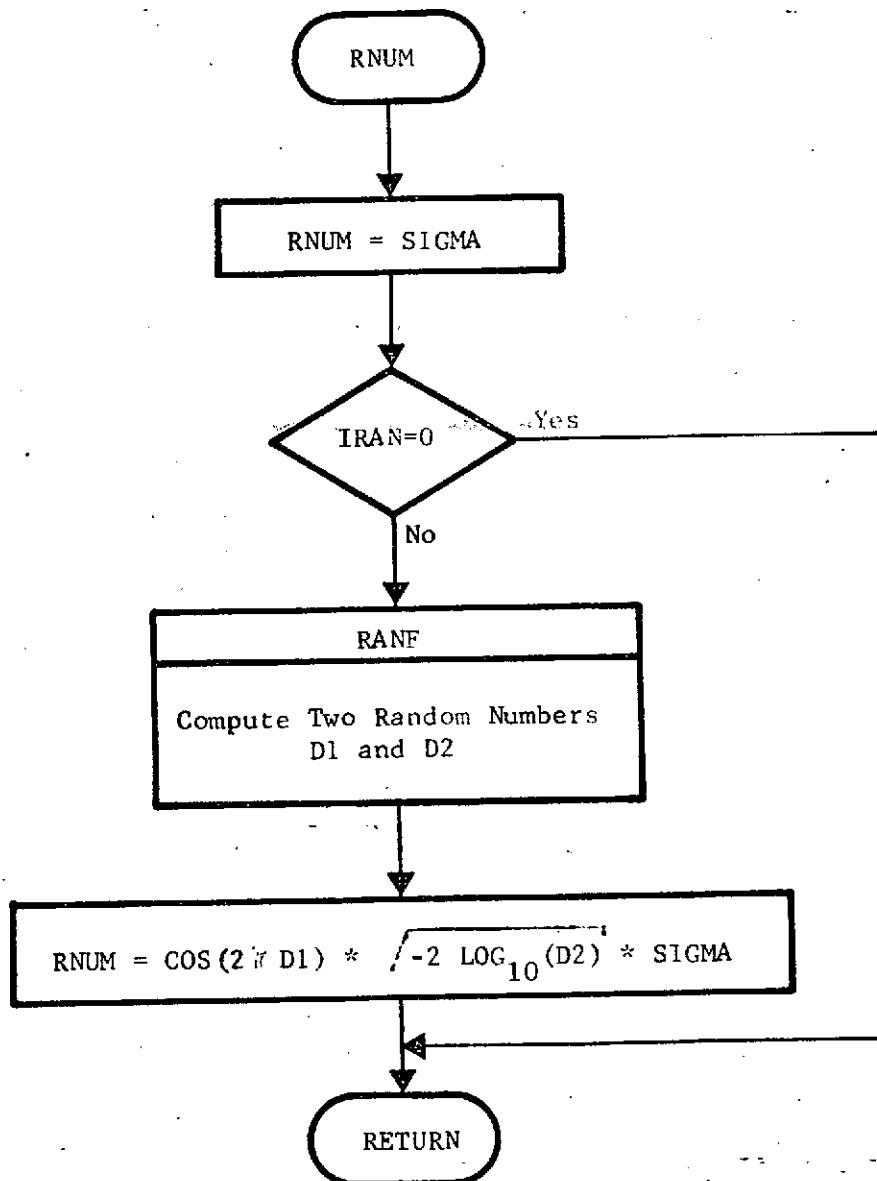 RNUM
RNUM = SIGMA
IRAN=0
Yes
No
RANF
Compute Two Random Numbers
D1 and D2
RNUM = COS(2 π D1) * √-2 LOG10(D2) * SIGMA
RETURN